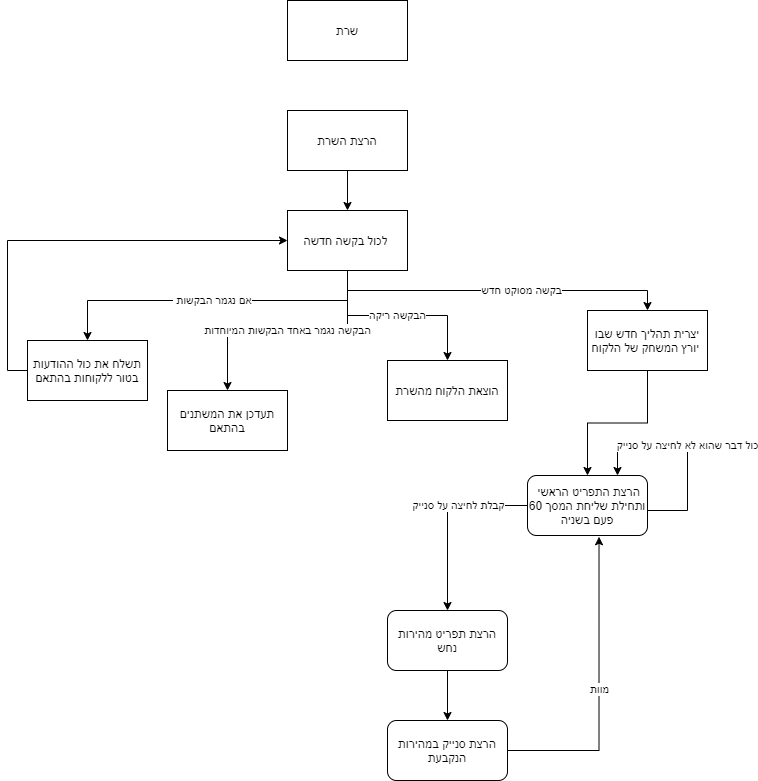 שרת
הרצת השרת
לכול בקשה חדשה
בקשה מסוקט חדש
אם נגמר הבקשות
הבקשה ריקה
הבקשה נגמר באחד הבקשות המיוחדות
יצרית תהליך חדש שבו
יורץ המשחק של הלקוח
תשלח את כול ההודעות
בטור ללקוחות בהתאם
הוצאת הלקוח מהשרת
תעדכן את המשתנים
בהתאם
כול דבר שהוא לא לחיצה על סנייק
הרצת התפריט הראשי
ותחילת שליחת המסך 60
פעם בשניה
קבלת לחיצה על סנייק
הרצת תפריט מהירות
נחש
מוות
הרצת סנייק במהירות
הנקבעת